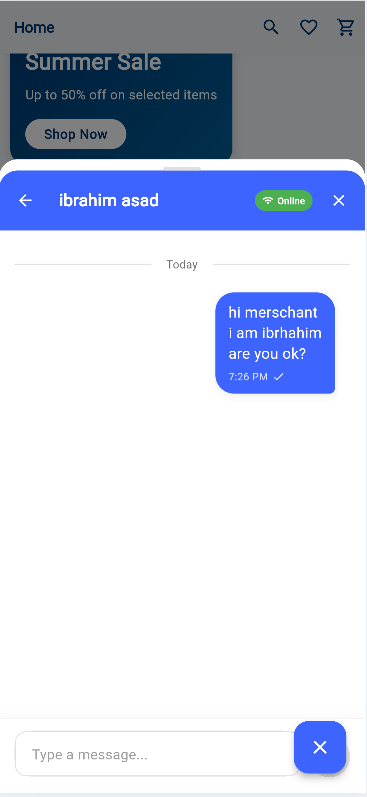 Home
Summer Sale
Up to 50% off on selected items
Shop Now
ibrahim asad
Online
Today
hi merschant
i am ibrhahim
are you ok?
7:26 PM
Type a message...